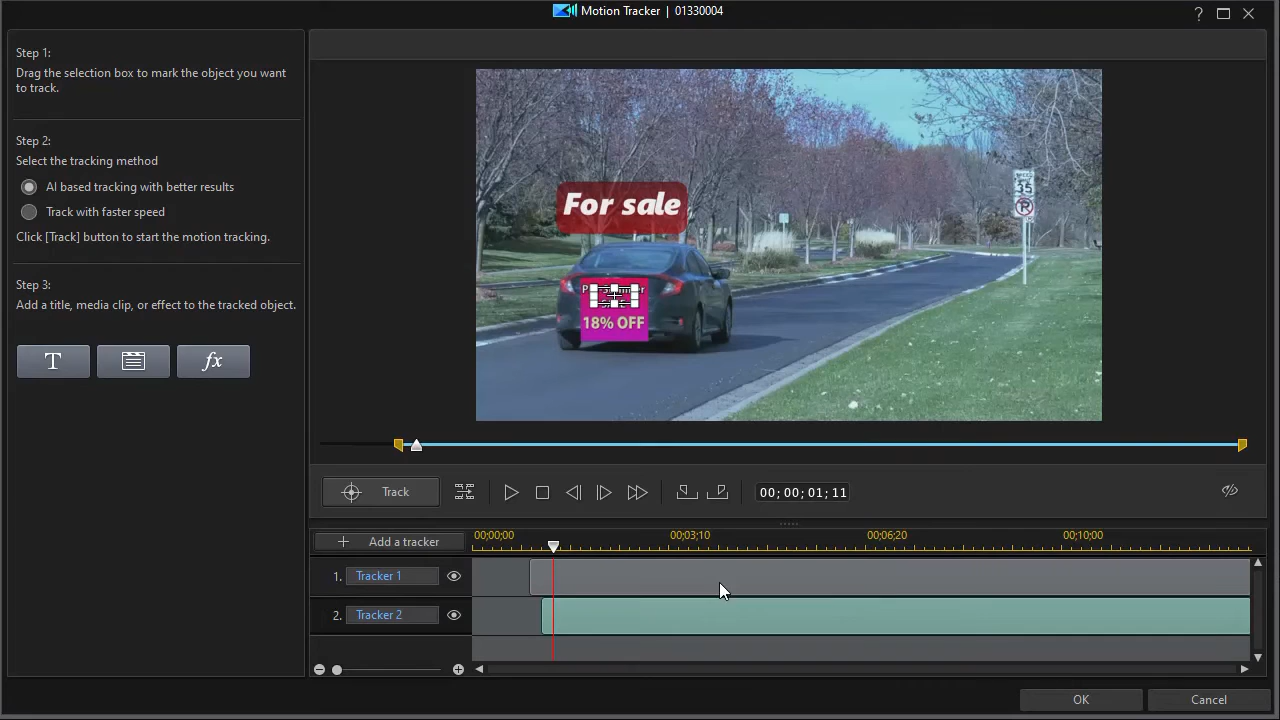 Motion Tracker | 01330004
?
Step 1:
Drag the selection box to mark the object you want
to track.
Step 2:
Select the tracking method
AI based tracking with better results
Track with faster speed
Click [Track] button to start the motion tracking.
Step 3:
Add a title, media clip, or effect to the tracked object.
T
fx
For sale
18% OFF
35
P
Track
00; 00; 01; 11
Add a tracker
00;00;00
00;03;10
00;06;20
00;10;00
1. Tracker 1
2. Tracker 2
OK
Cancel